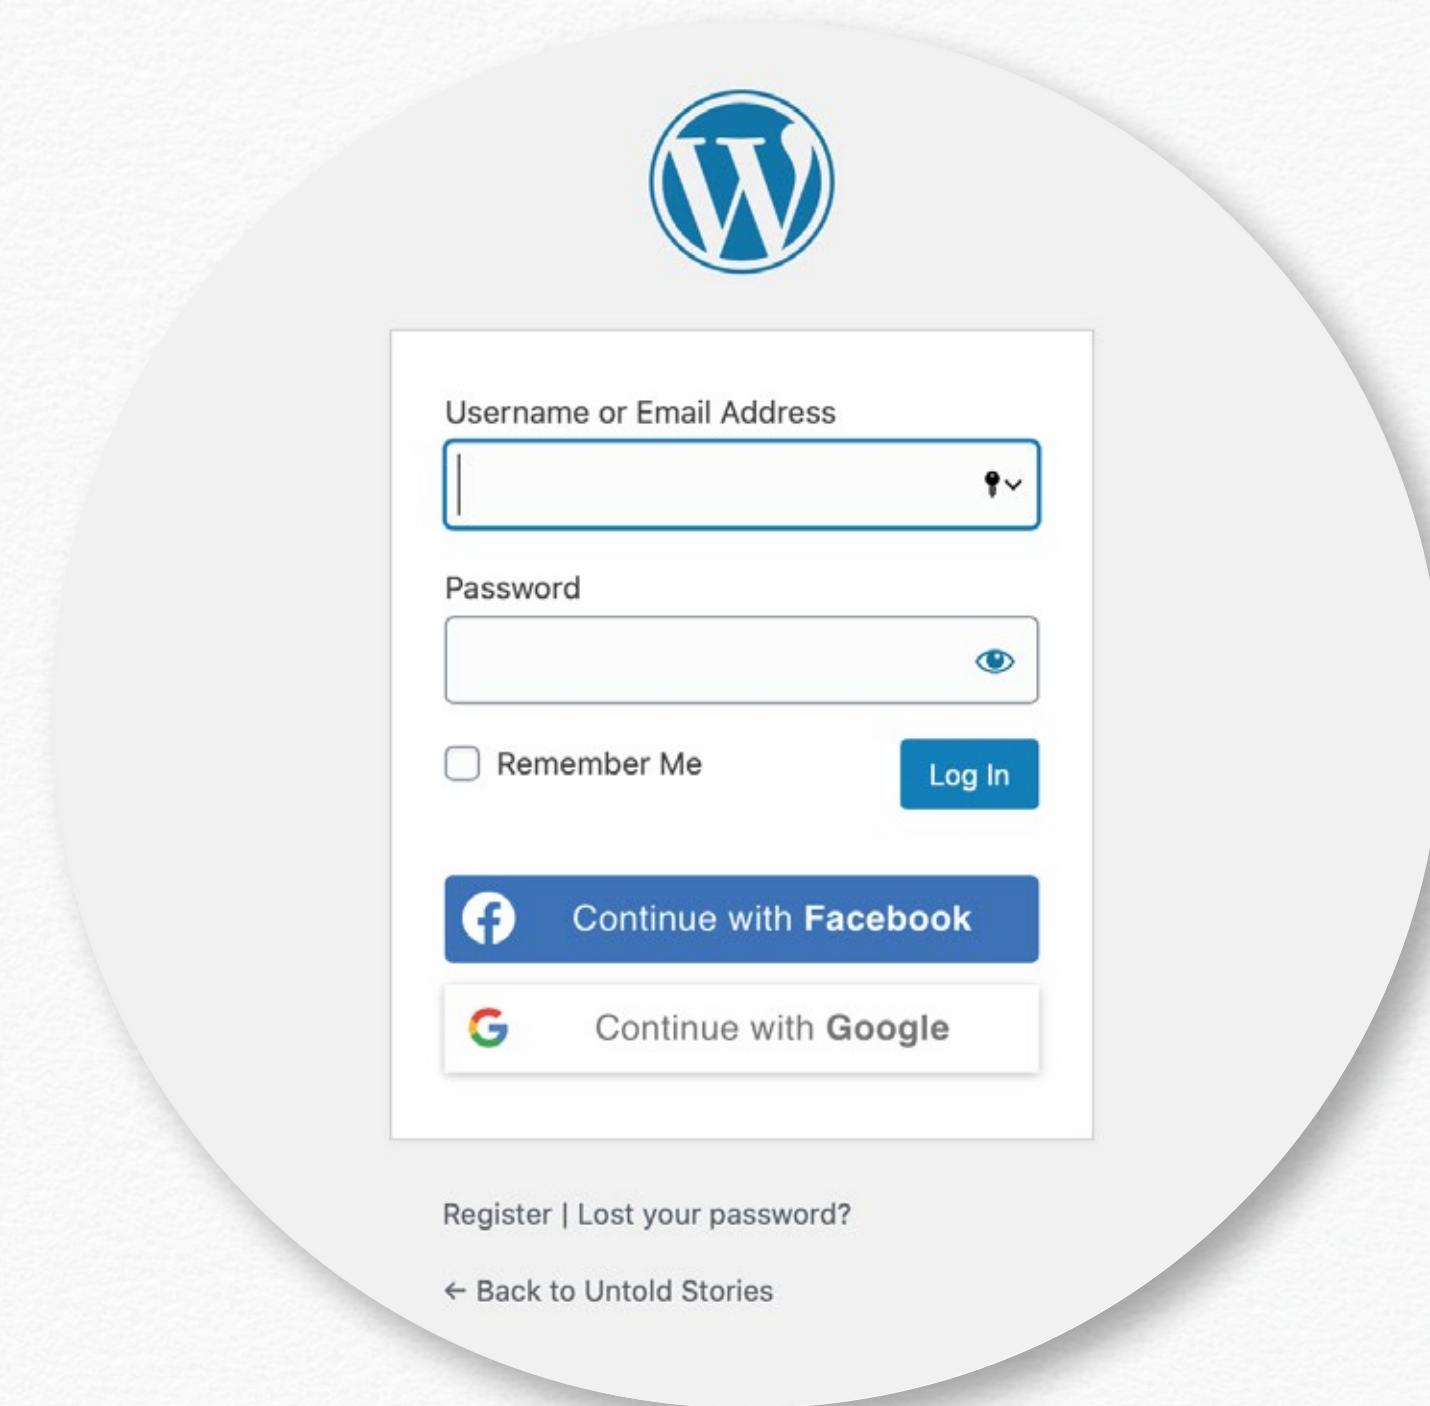 Username or Email Address
Password
Remember Me
Log In
Continue with Facebook
Continue with Google
Register | Lost your password?
← Back to Untold Stories